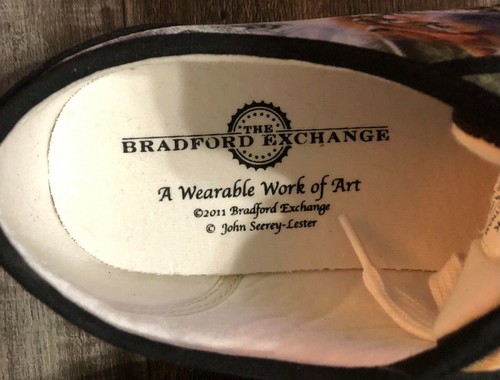 THE
BRADFORD EXCHANGE
A Wearable Work of Art
©2011 Bradford Exchange
© John Seerey-Lester